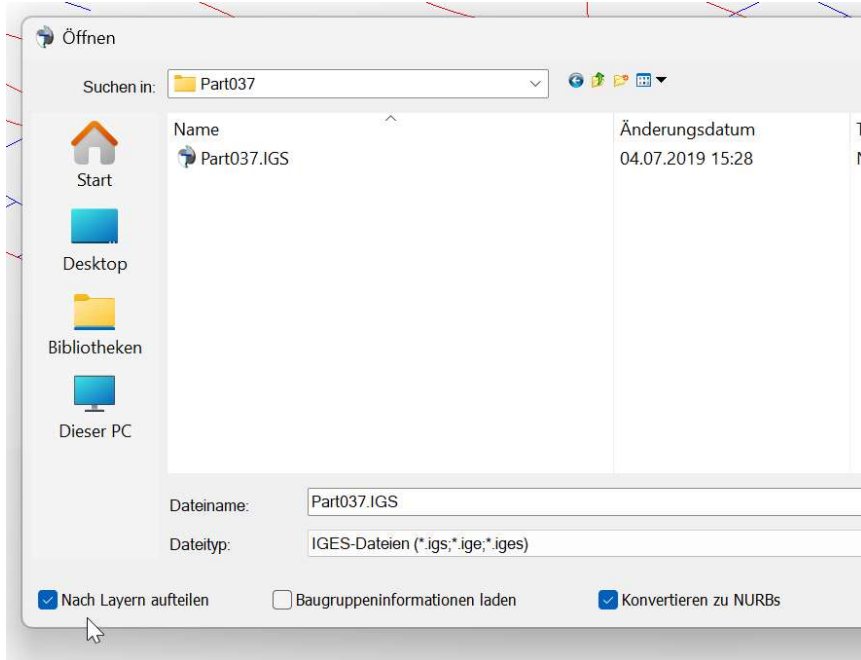 Öffnen
Suchen in:
Part037
Name
Änderungsdatum
Part037.IGS
04.07.2019 15:28
Start
Desktop
Bibliotheken
Dieser PC
Dateiname:
Part037.IGS
Dateityp:
IGES-Dateien (*.igs;*.ige;*.iges)
Nach Layern aufteilen
Baugruppeninformationen laden
Konvertieren zu NURBs